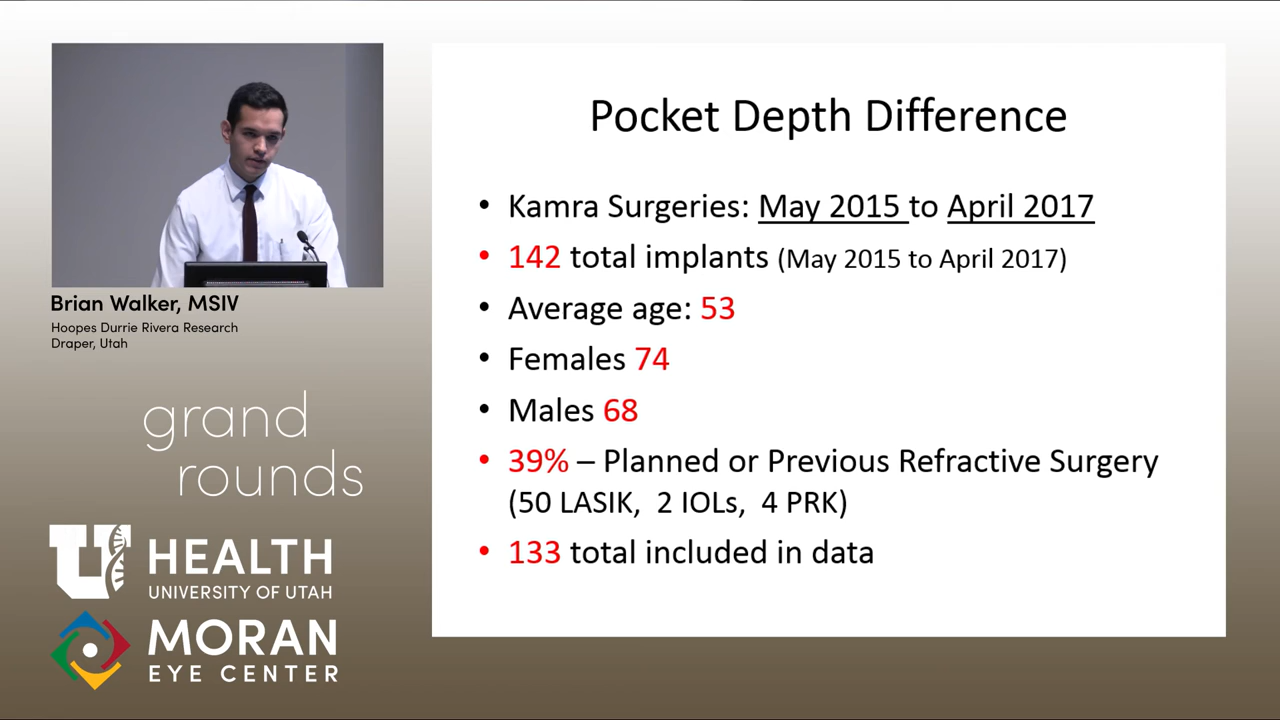 Pocket Depth Difference
• Kamra Surgeries: May 2015 to April 2017
• 142 total implants (May 2015 to April 2017)
• Average age: 53
• Females 74
• Males 68
• 39% – Planned or Previous Refractive Surgery
(50 LASIK, 2 IOLs, 4 PRK)
• 133 total included in data
Brian Walker, MSIV
Hoopes Durrie Rivera Research
Draper, Utah
grand
rounds
U HEALTH
UNIVERSITY OF UTAH
MORAN
EYE CENTER